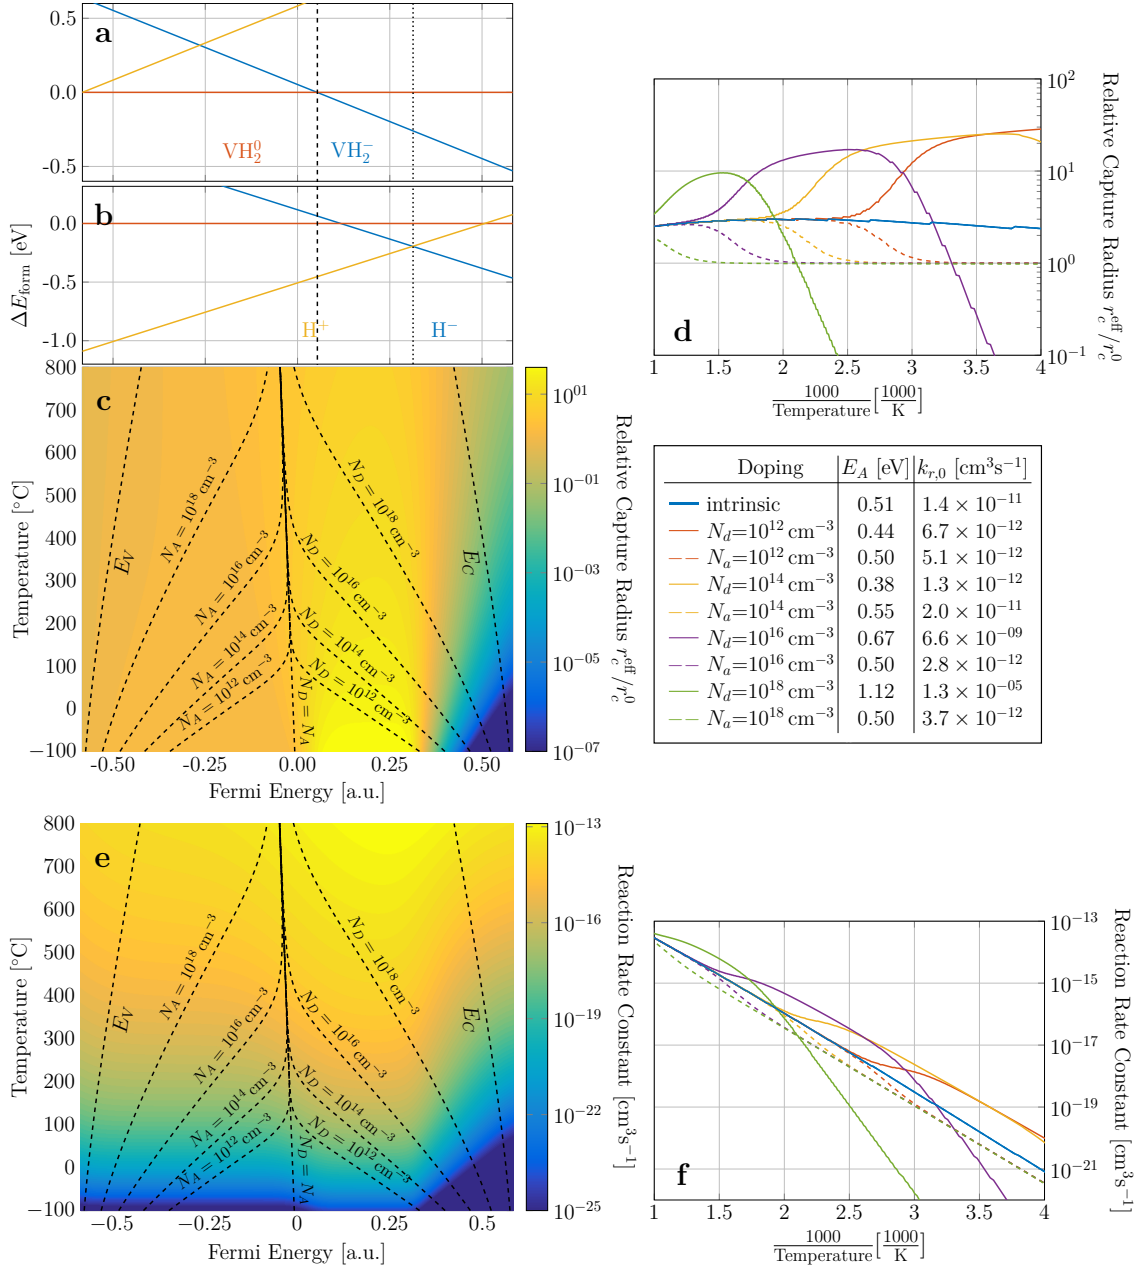 a
0.5
0.0
-0.5
VH₂⁰
VH₂⁻
b
0.0
-0.5
-1.0
ΔE_form [eV]
H⁺
H⁻
c
800
700
600
500
400
300
200
100
0
−100
Temperature [°C]
E_V
N_A = 10¹⁸ cm⁻³
N_A = 10¹⁶ cm⁻³
N_A = 10¹⁴ cm⁻³
N_A = 10¹² cm⁻³
N_D = N_A
N_D = 10¹⁸ cm⁻³
N_D = 10¹⁶ cm⁻³
N_D = 10¹⁴ cm⁻³
N_D = 10¹² cm⁻³
E_C
-0.50
-0.25
0.00
0.25
0.50
Fermi Energy [a.u.]
10⁰¹
10⁻⁰¹
10⁻⁰³
10⁻⁰⁵
10⁻⁰⁷
Relative Capture Radius r_c^eff/r_c^0
d
10²
10¹
10⁰
10⁻¹
Relative Capture Radius r_c^eff/r_c^0
1
1.5
2
2.5
3
3.5
4
1000/Temperature [1000/K]
Doping E_A [eV] k_r,0 [cm³s⁻¹]
intrinsic 0.51 1.4 × 10⁻¹¹
N_d=10¹² cm⁻³ 0.44 6.7 × 10⁻¹²
N_a=10¹² cm⁻³ 0.50 5.1 × 10⁻¹²
N_d=10¹⁴ cm⁻³ 0.38 1.3 × 10⁻¹²
N_a=10¹⁴ cm⁻³ 0.55 2.0 × 10⁻¹¹
N_d=10¹⁶ cm⁻³ 0.67 6.6 × 10⁻⁰⁹
N_a=10¹⁶ cm⁻³ 0.50 2.8 × 10⁻¹²
N_d=10¹⁸ cm⁻³ 1.12 1.3 × 10⁻⁰⁵
N_a=10¹⁸ cm⁻³ 0.50 3.7 × 10⁻¹²
e
800
700
600
500
400
300
200
100
0
−100
Temperature [°C]
E_V
N_A = 10¹⁸ cm⁻³
N_A = 10¹⁶ cm⁻³
N_A = 10¹⁴ cm⁻³
N_A = 10¹² cm⁻³
N_D = N_A
N_D = 10¹⁸ cm⁻³
N_D = 10¹⁶ cm⁻³
N_D = 10¹⁴ cm⁻³
N_D = 10¹² cm⁻³
E_C
-0.5
-0.25
0
0.25
0.5
Fermi Energy [a.u.]
10⁻¹³
10⁻¹⁶
10⁻¹⁹
10⁻²²
10⁻²⁵
Reaction Rate Constant [cm³s⁻¹]
f
10⁻¹³
10⁻¹⁵
10⁻¹⁷
10⁻¹⁹
10⁻²¹
Reaction Rate Constant [cm³s⁻¹]
1
1.5
2
2.5
3
3.5
4
1000/Temperature [1000/K]